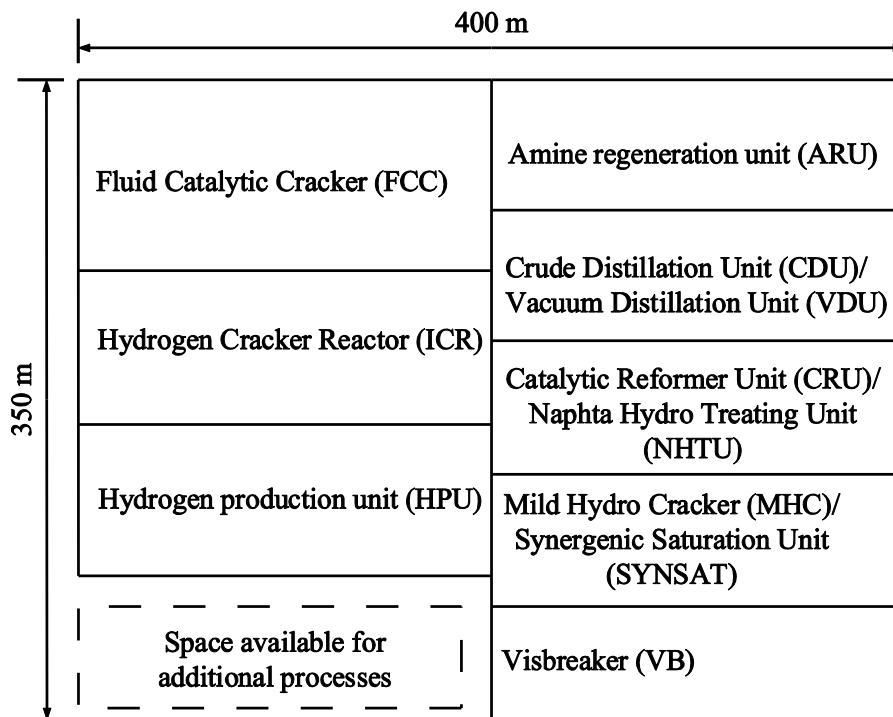 400 m
350 m
Fluid Catalytic Cracker (FCC)
Hydrogen Cracker Reactor (ICR)
Hydrogen production unit (HPU)
Space available for
additional processes
Amine regeneration unit (ARU)
Crude Distillation Unit (CDU)/
Vacuum Distillation Unit (VDU)
Catalytic Reformer Unit (CRU)/
Naphta Hydro Treating Unit
(NHTU)
Mild Hydro Cracker (MHC)/
Synergenic Saturation Unit
(SYNSAT)
Visbreaker (VB)